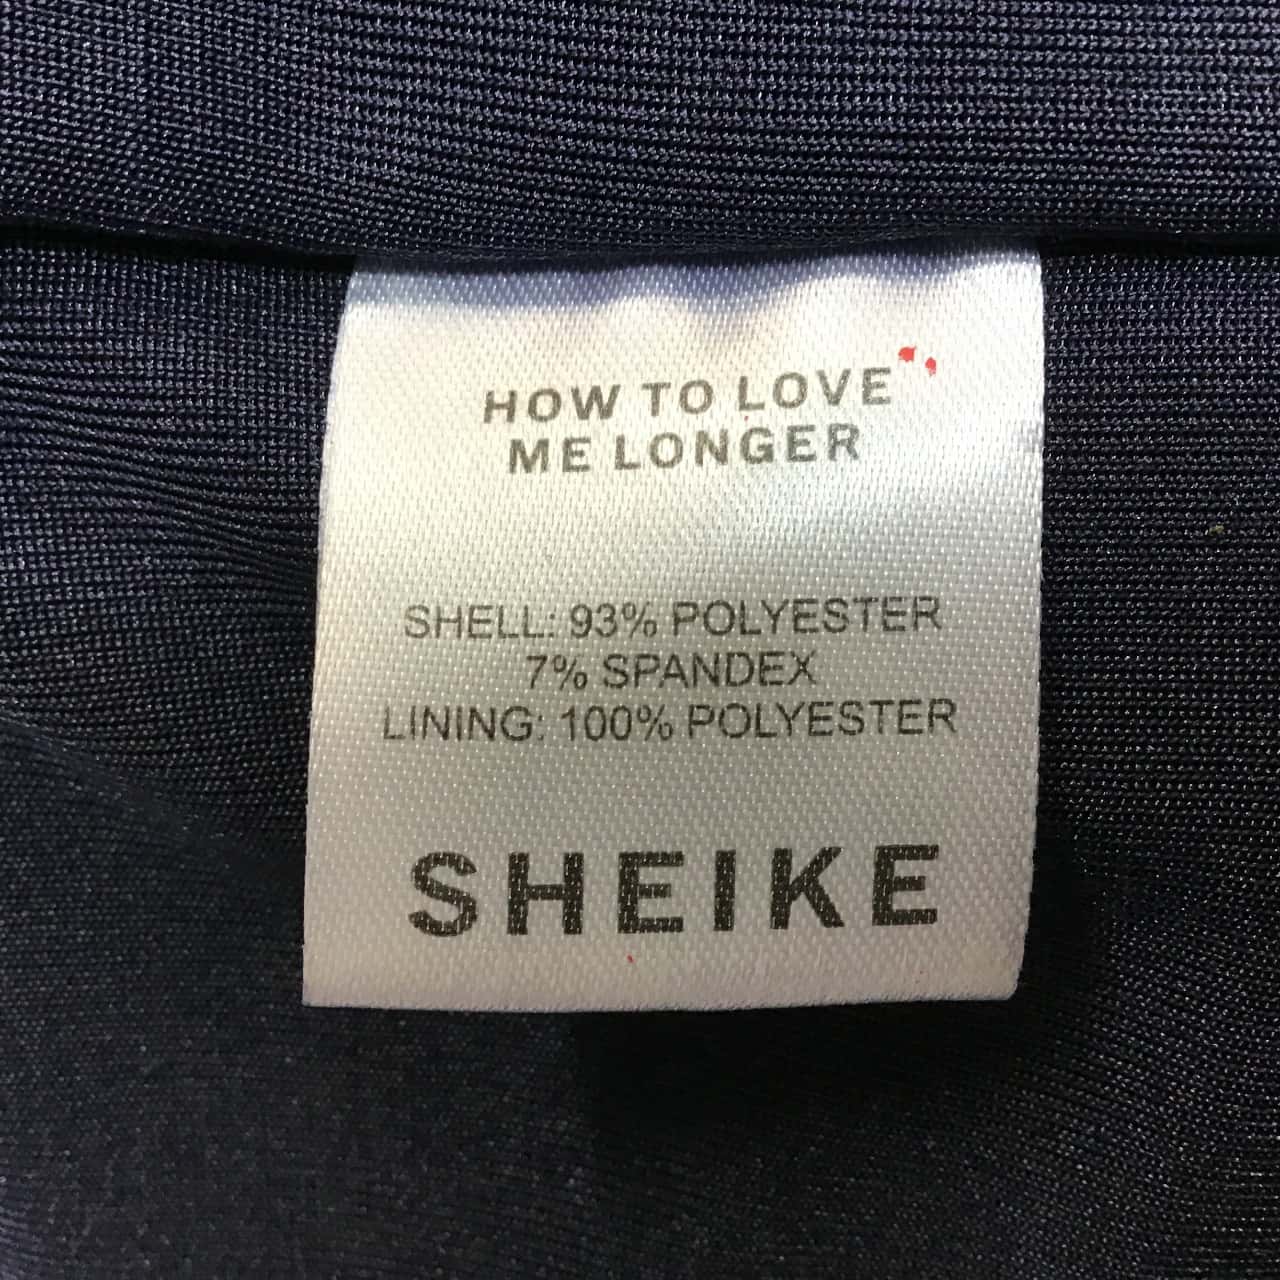 HOW TO LOVE
ME LONGER
SHELL: 93% POLYESTER
7% SPANDEX
LINING: 100% POLYESTER
SHEIKE